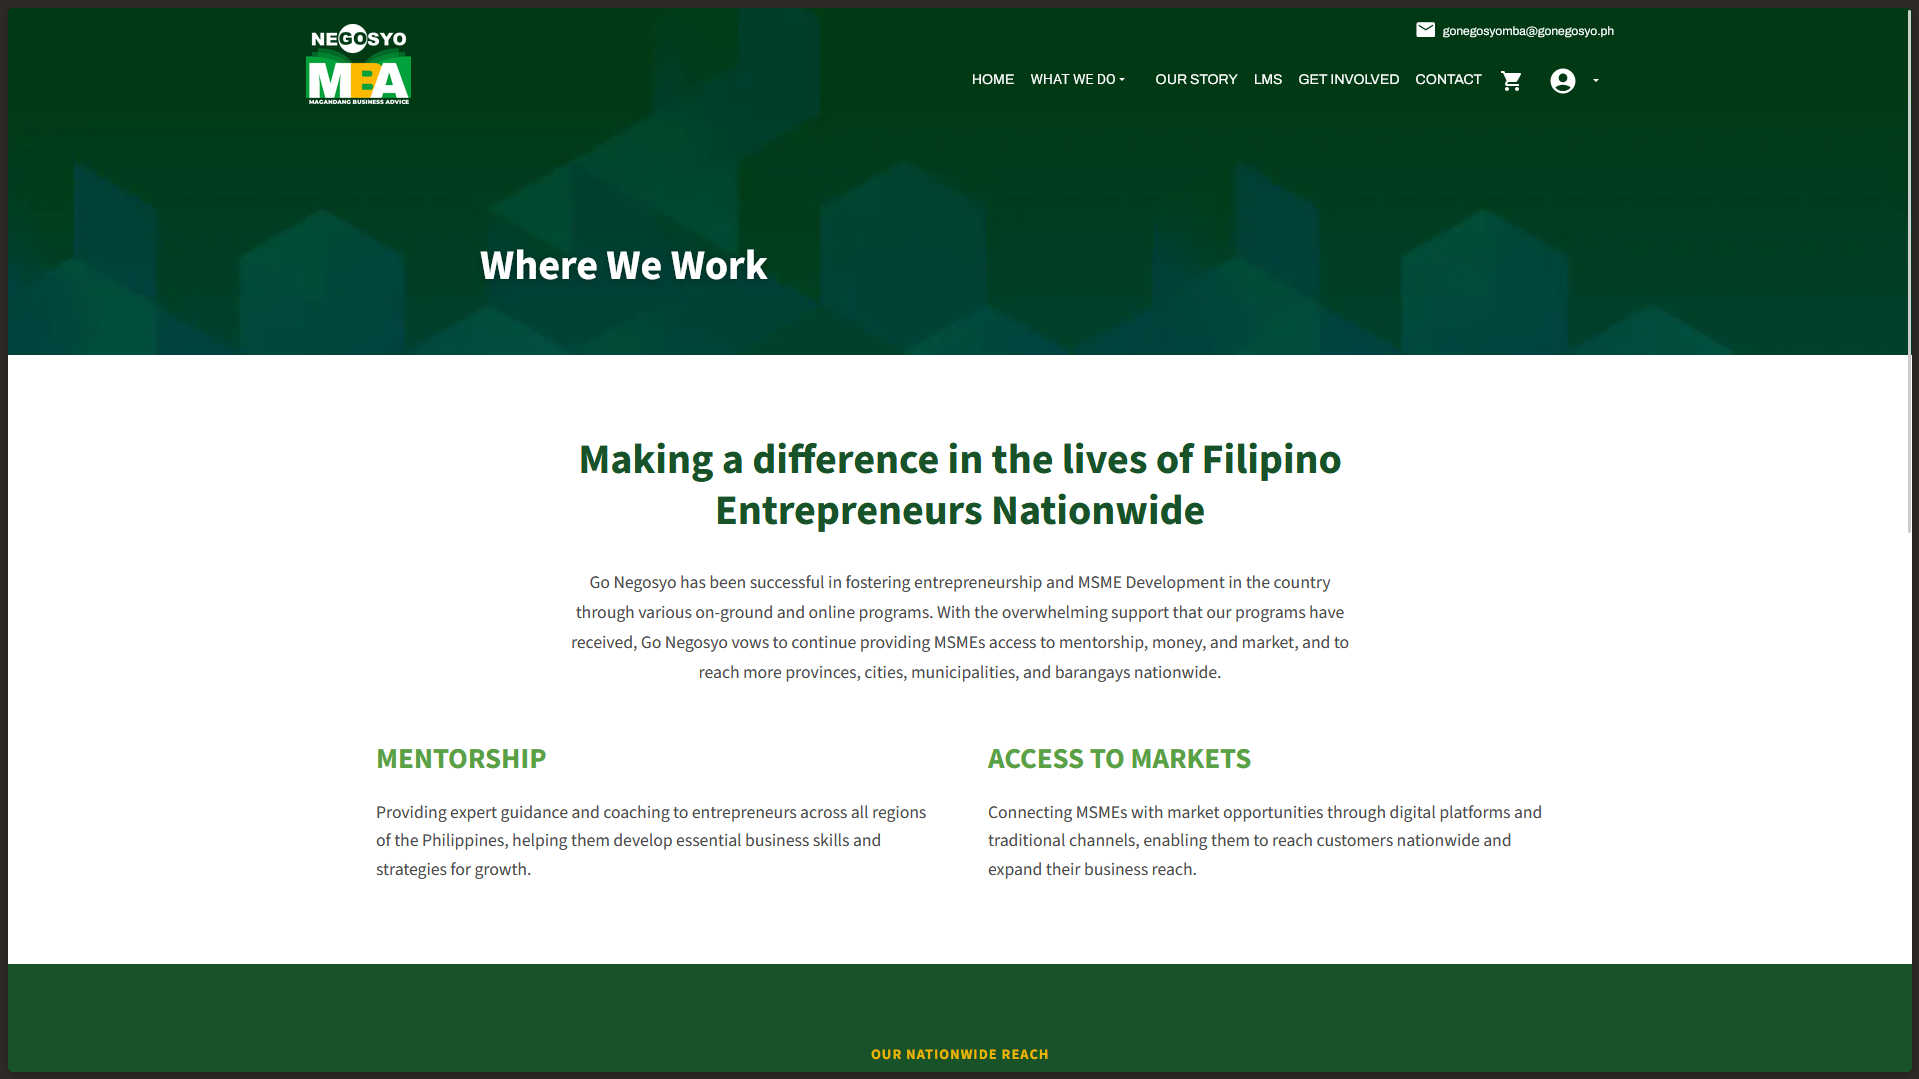 NEGOSYO
MBA
MAGANDANG BUSINESS ADVICE
gonegosyomba@gonegosyo.ph
HOME WHAT WE DO OUR STORY LMS GET INVOLVED CONTACT
Where We Work
Making a difference in the lives of Filipino
Entrepreneurs Nationwide
Go Negosyo has been successful in fostering entrepreneurship and MSME Development in the country
through various on-ground and online programs. With the overwhelming support that our programs have
received, Go Negosyo vows to continue providing MSMEs access to mentorship, money, and market, and to
reach more provinces, cities, municipalities, and barangays nationwide.
MENTORSHIP
Providing expert guidance and coaching to entrepreneurs across all regions
of the Philippines, helping them develop essential business skills and
strategies for growth.
ACCESS TO MARKETS
Connecting MSMEs with market opportunities through digital platforms and
traditional channels, enabling them to reach customers nationwide and
expand their business reach.
OUR NATIONWIDE REACH